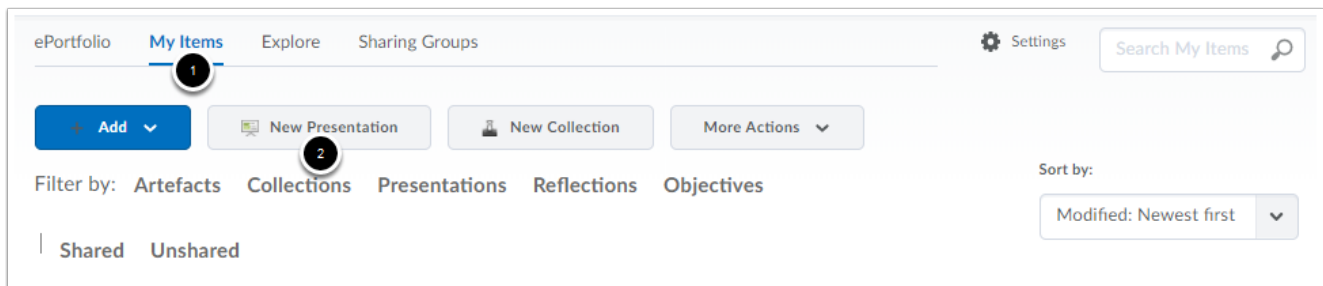 ePortfolio My Items Explore Sharing Groups Settings Search My Items
1
Add New Presentation New Collection More Actions
2
Filter by: Artefacts Collections Presentations Reflections Objectives
Sort by:
Modified: Newest first
Shared Unshared